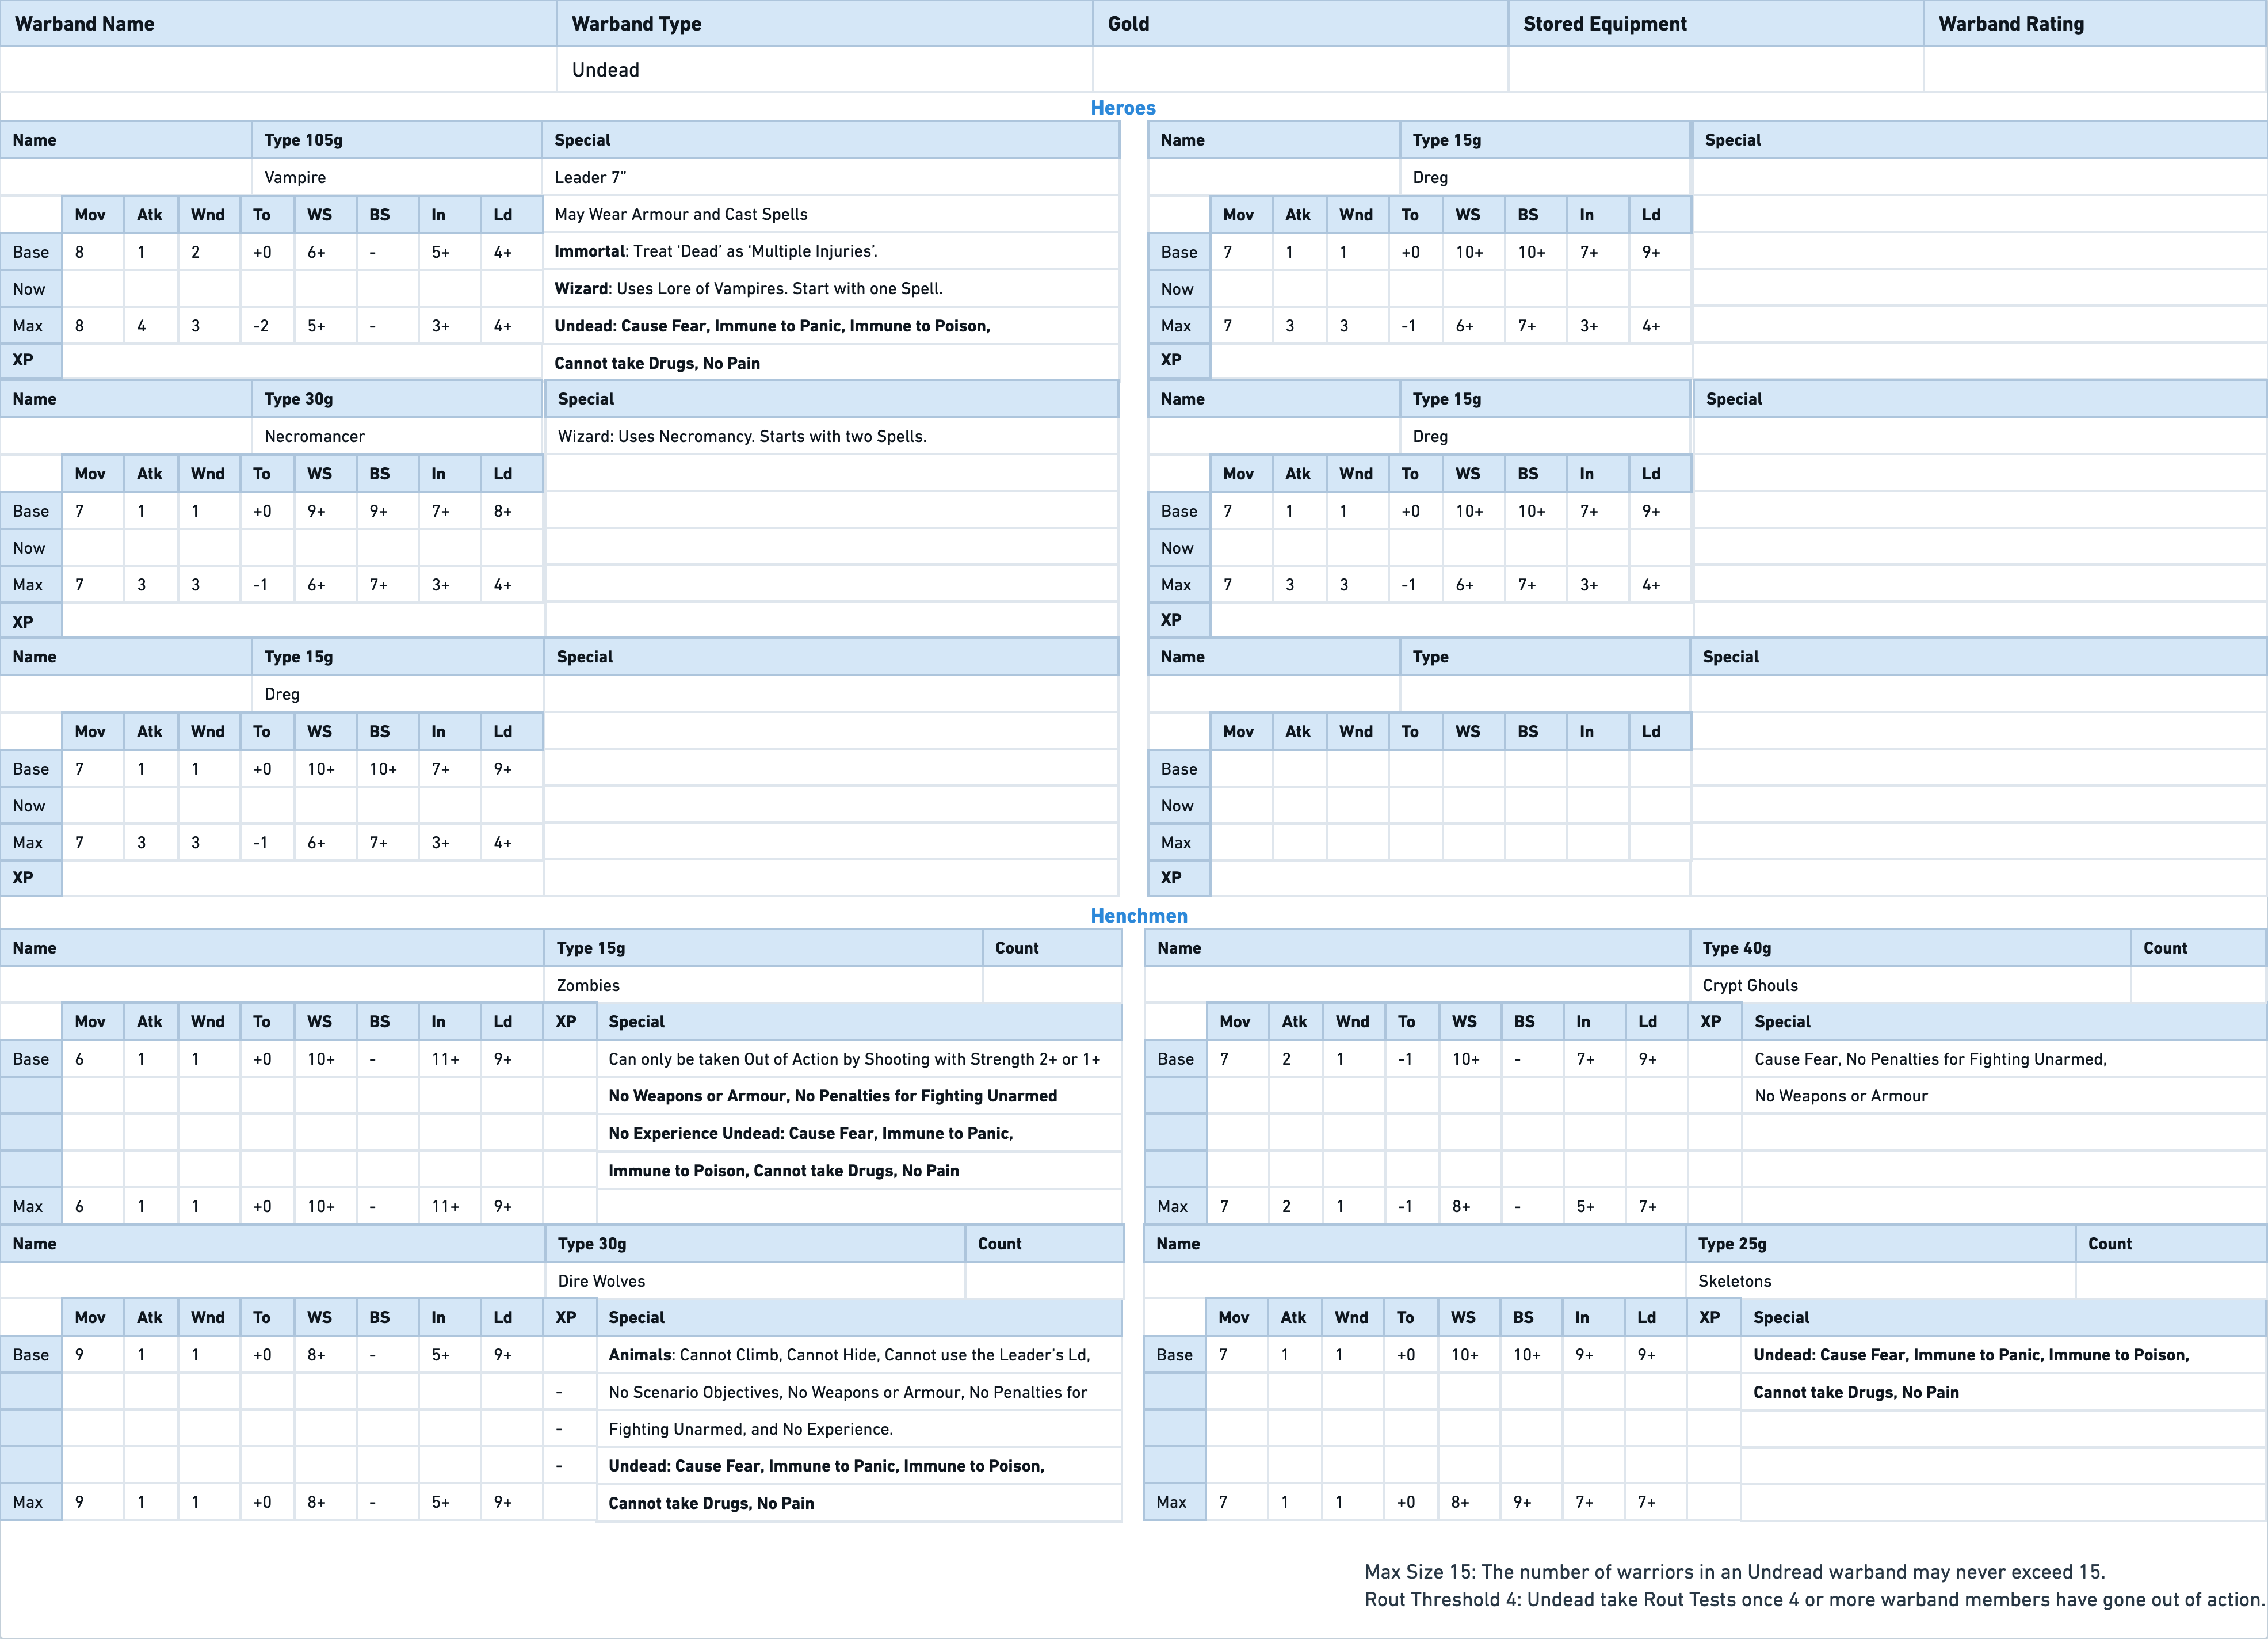 Warband Name Warband Type Gold Stored Equipment Warband Rating
Undead
Heroes
Name Type 105g Special
Vampire Leader 7"
Mov Atk Wnd To WS BS In Ld May Wear Armour and Cast Spells
Base 8 1 2 +0 6+ - 5+ 4+ Immortal: Treat ‘Dead’ as ‘Multiple Injuries’.
Now Wizard: Uses Lore of Vampires. Start with one Spell.
Max 8 4 3 -2 5+ - 3+ 4+ Undead: Cause Fear, Immune to Panic, Immune to Poison,
XP Cannot take Drugs, No Pain
Name Type 15g Special
Dreg
Mov Atk Wnd To WS BS In Ld
Base 7 1 1 +0 10+ 10+ 7+ 9+
Now
Max 7 3 3 -1 6+ 7+ 3+ 4+
XP
Name Type 30g Special
Necromancer Wizard: Uses Necromancy. Starts with two Spells.
Mov Atk Wnd To WS BS In Ld
Base 7 1 1 +0 9+ 9+ 7+ 8+
Now
Max 7 3 3 -1 6+ 7+ 3+ 4+
XP
Name Type 15g Special
Dreg
Mov Atk Wnd To WS BS In Ld
Base 7 1 1 +0 10+ 10+ 7+ 9+
Now
Max 7 3 3 -1 6+ 7+ 3+ 4+
XP
Name Type 15g Special
Dreg
Mov Atk Wnd To WS BS In Ld
Base 7 1 1 +0 10+ 10+ 7+ 9+
Now
Max 7 3 3 -1 6+ 7+ 3+ 4+
XP
Name Type Special
Mov Atk Wnd To WS BS In Ld
Base
Now
Max
XP
Henchmen
Name Type 15g Count
Zombies
Mov Atk Wnd To WS BS In Ld XP Special
Base 6 1 1 +0 10+ - 11+ 9+ Can only be taken Out of Action by Shooting with Strength 2+ or 1+
No Weapons or Armour, No Penalties for Fighting Unarmed
No Experience Undead: Cause Fear, Immune to Panic,
Immune to Poison, Cannot take Drugs, No Pain
Max 6 1 1 +0 10+ - 11+ 9+
Name Type 40g Count
Crypt Ghouls
Mov Atk Wnd To WS BS In Ld XP Special
Base 7 2 1 -1 10+ - 7+ 9+ Cause Fear, No Penalties for Fighting Unarmed,
No Weapons or Armour
Max 7 2 1 -1 8+ - 5+ 7+
Name Type 30g Count
Dire Wolves
Mov Atk Wnd To WS BS In Ld XP Special
Base 9 1 1 +0 8+ - 5+ 9+ Animals: Cannot Climb, Cannot Hide, Cannot use the Leader’s Ld,
- No Scenario Objectives, No Weapons or Armour, No Penalties for
- Fighting Unarmed, and No Experience.
- Undead: Cause Fear, Immune to Panic, Immune to Poison,
Max 9 1 1 +0 8+ - 5+ 9+ Cannot take Drugs, No Pain
Name Type 25g Count
Skeletons
Mov Atk Wnd To WS BS In Ld XP Special
Base 7 1 1 +0 10+ 10+ 9+ 9+ Undead: Cause Fear, Immune to Panic, Immune to Poison,
Cannot take Drugs, No Pain
Max 7 1 1 +0 8+ 9+ 7+ 7+
Max Size 15: The number of warriors in an Undread warband may never exceed 15.
Rout Threshold 4: Undead take Rout Tests once 4 or more warband members have gone out of action.